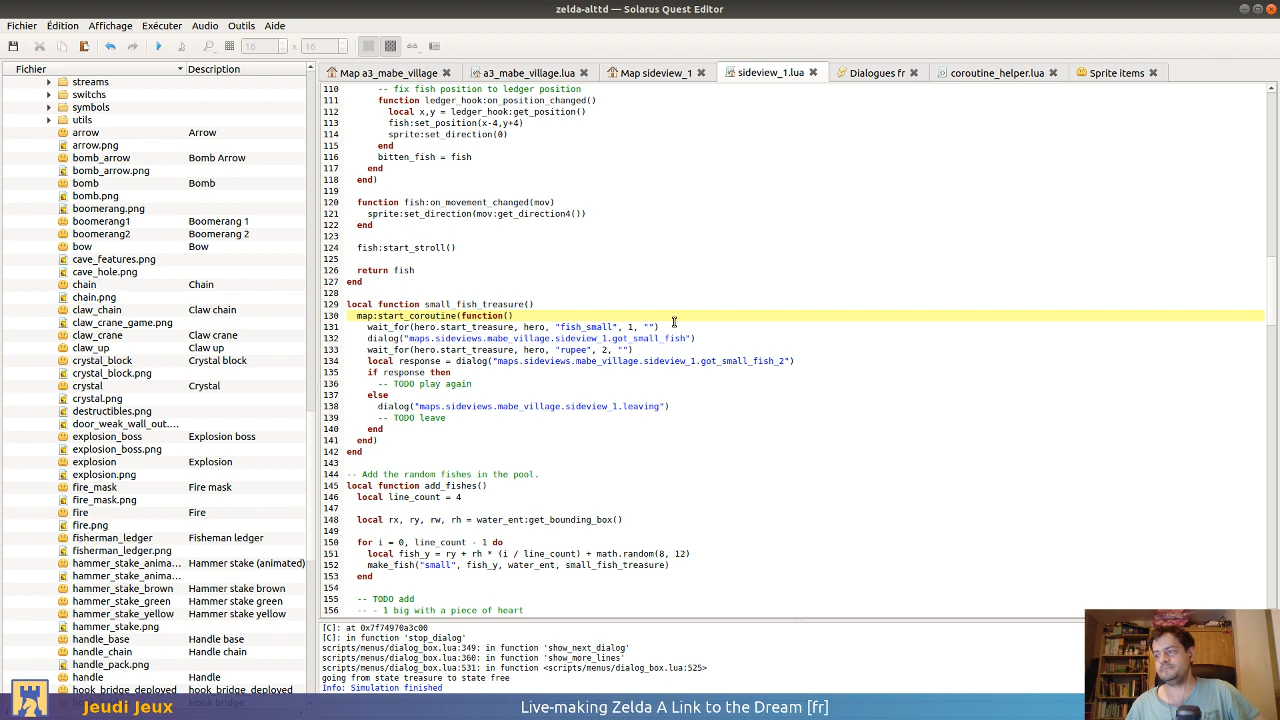 zelda-alttd — Solarus Quest Editor
Fichier Édition Affichage Exécuter Audio Outils Aide
16 x 16
Fichier Description
streams
switchs
symbols
utils
arrow Arrow
arrow.png
bomb_arrow Bomb Arrow
bomb_arrow.png
bomb Bomb
bomb.png
boomerang.png
boomerang1 Boomerang 1
boomerang2 Boomerang 2
bow Bow
cave_features.png
cave_hole.png
chain Chain
chain.png
claw_chain Claw chain
claw_crane_game.png
claw_crane Claw crane
claw_up Claw up
crystal_block Crystal block
crystal_block.png
crystal Crystal
crystal.png
destructibles.png
door_weak_wall_out....
explosion_boss Explosion boss
explosion_boss.png
explosion Explosion
explosion.png
fire_mask Fire mask
fire_mask.png
fire Fire
fire.png
fisherman_ledger Fisheman ledger
fisherman_ledger.png
hammer_stake_anima... Hammer stake (animated)
hammer_stake_anima...
hammer_stake_brown Hammer stake brown
hammer_stake_green Hammer stake green
hammer_stake_yellow Hammer stake yellow
hammer_stake.png
handle_base Handle base
handle_chain Handle chain
handle_pack.png
handle Handle
hook_bridge_deployed Hook bridge deployed
Map a3_mabe_village a3_mabe_village.lua Map sideview_1 sideview_1.lua Dialogues fr coroutine_helper.lua Sprite items
110 -- fix fish position to ledger position
111 function ledger_hook:on_position_changed()
112 local x,y = ledger_hook:get_position()
113 fish:set_position(x-4,y+4)
114 sprite:set_direction(0)
115 end
116 bitten_fish = fish
117 end
118 end)
119
120 function fish:on_movement_changed(mov)
121 sprite:set_direction(mov:get_direction4())
122 end
123
124 fish:start_stroll()
125
126 return fish
127 end
128
129 local function small_fish_treasure()
130 map:start_coroutine(function()
131 wait_for(hero.start_treasure, hero, "fish_small", 1, "")
132 dialog("maps.sideviews.mabe_village.sideview_1.got_small_fish")
133 wait_for(hero.start_treasure, hero, "rupee", 2, "")
134 local response = dialog("maps.sideviews.mabe_village.sideview_1.got_small_fish_2")
135 if response then
136 -- TODO play again
137 else
138 dialog("maps.sideviews.mabe_village.sideview_1.leaving")
139 -- TODO leave
140 end
141 end)
142 end
143
144 -- Add the random fishes in the pool.
145 local function add_fishes()
146 local line_count = 4
147
148 local rx, ry, rw, rh = water_ent:get_bounding_box()
149
150 for i = 0, line_count - 1 do
151 local fish_y = ry + rh * (i / line_count) + math.random(8, 12)
152 make_fish("small", fish_y, water_ent, small_fish_treasure)
153 end
154
155 -- TODO add
156 -- - 1 big with a piece of heart
[C]: at 0x7f74970a3c00
[C]: in function 'stop_dialog'
scripts/menus/dialog_box.lua:349: in function 'show_next_dialog'
scripts/menus/dialog_box.lua:360: in function 'show_more_lines'
scripts/menus/dialog_box.lua:531: in function <scripts/menus/dialog_box.lua:525>
going from state treasure to state free
Info: Simulation finished
Jeudi Jeux
Live-making Zelda A Link to the Dream [fr]